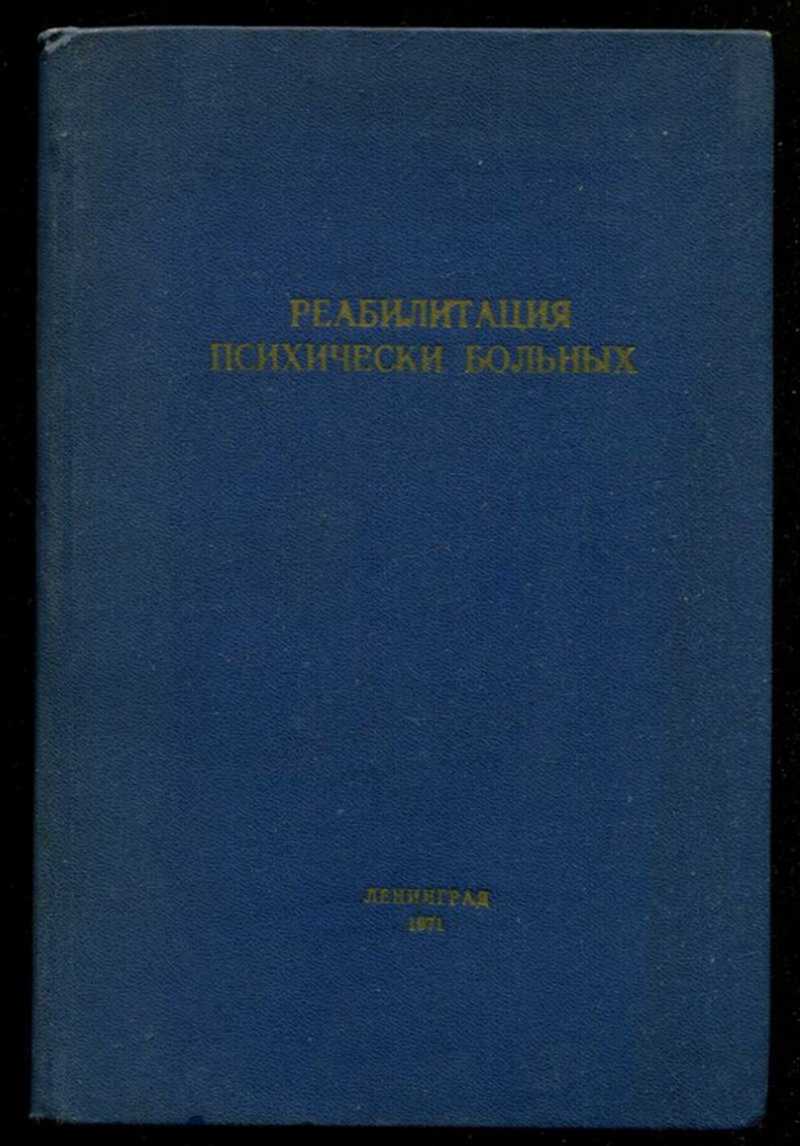 РЕАБИЛИТАЦИЯ
ПСИХИЧЕСКИ БОЛЬНЫХ
ЛЕНИНГРАД
1971